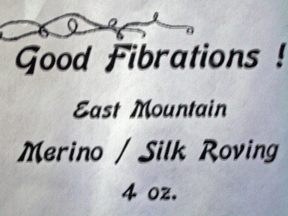 Good Fibrations !
East Mountain
Merino / Silk Roving
4 oz.